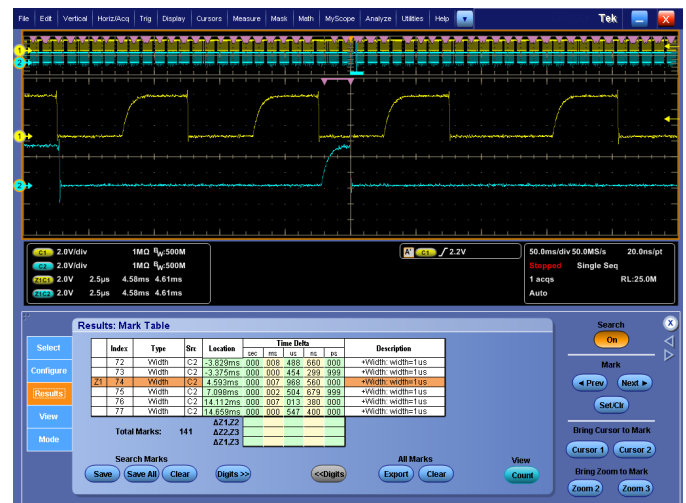 File Edit Vertical Horiz/Acq Trig Display Cursors Measure Mask Math MyScope Analyze Utilities Help Tek X
1
2
1
2
C1 2.0V/div 1MΩ BW:500M
C2 2.0V/div 1MΩ BW:500M
Z1C1 2.0V 2.5µs 4.58ms 4.61ms
Z1C2 2.0V 2.5µs 4.58ms 4.61ms
A' C1 2.2V
50.0ms/div 50.0MS/s 20.0ns/pt
Stopped Single Seq
1 acqs RL:25.0M
Auto
Results: Mark Table
Select
Configure
Results
View
Mode
Index Type Src Location Time Delta Description
sec ms us ns ps
72 Width C2 -3.829ms 000 008 488 660 000 +Width: width=1us
73 Width C2 -3.375ms 000 000 454 299 999 +Width: width=1us
Z1 74 Width C2 4.593ms 000 007 968 560 000 +Width: width=1us
75 Width C2 7.098ms 000 002 504 679 999 +Width: width=1us
76 Width C2 14.112ms 000 007 013 380 000 +Width: width=1us
77 Width C2 14.659ms 000 000 547 400 000 +Width: width=1us
Total Marks: 141
ΔZ1,Z2
ΔZ2,Z3
ΔZ1,Z3
Search Marks
Save Save All Clear
Digits >>
<<Digits
All Marks
Export Clear
View
Count
Search
On
Mark
Prev Next
Set/Clr
Bring Cursor to Mark
Cursor 1 Cursor 2
Bring Zoom to Mark
Zoom 2 Zoom 3
X